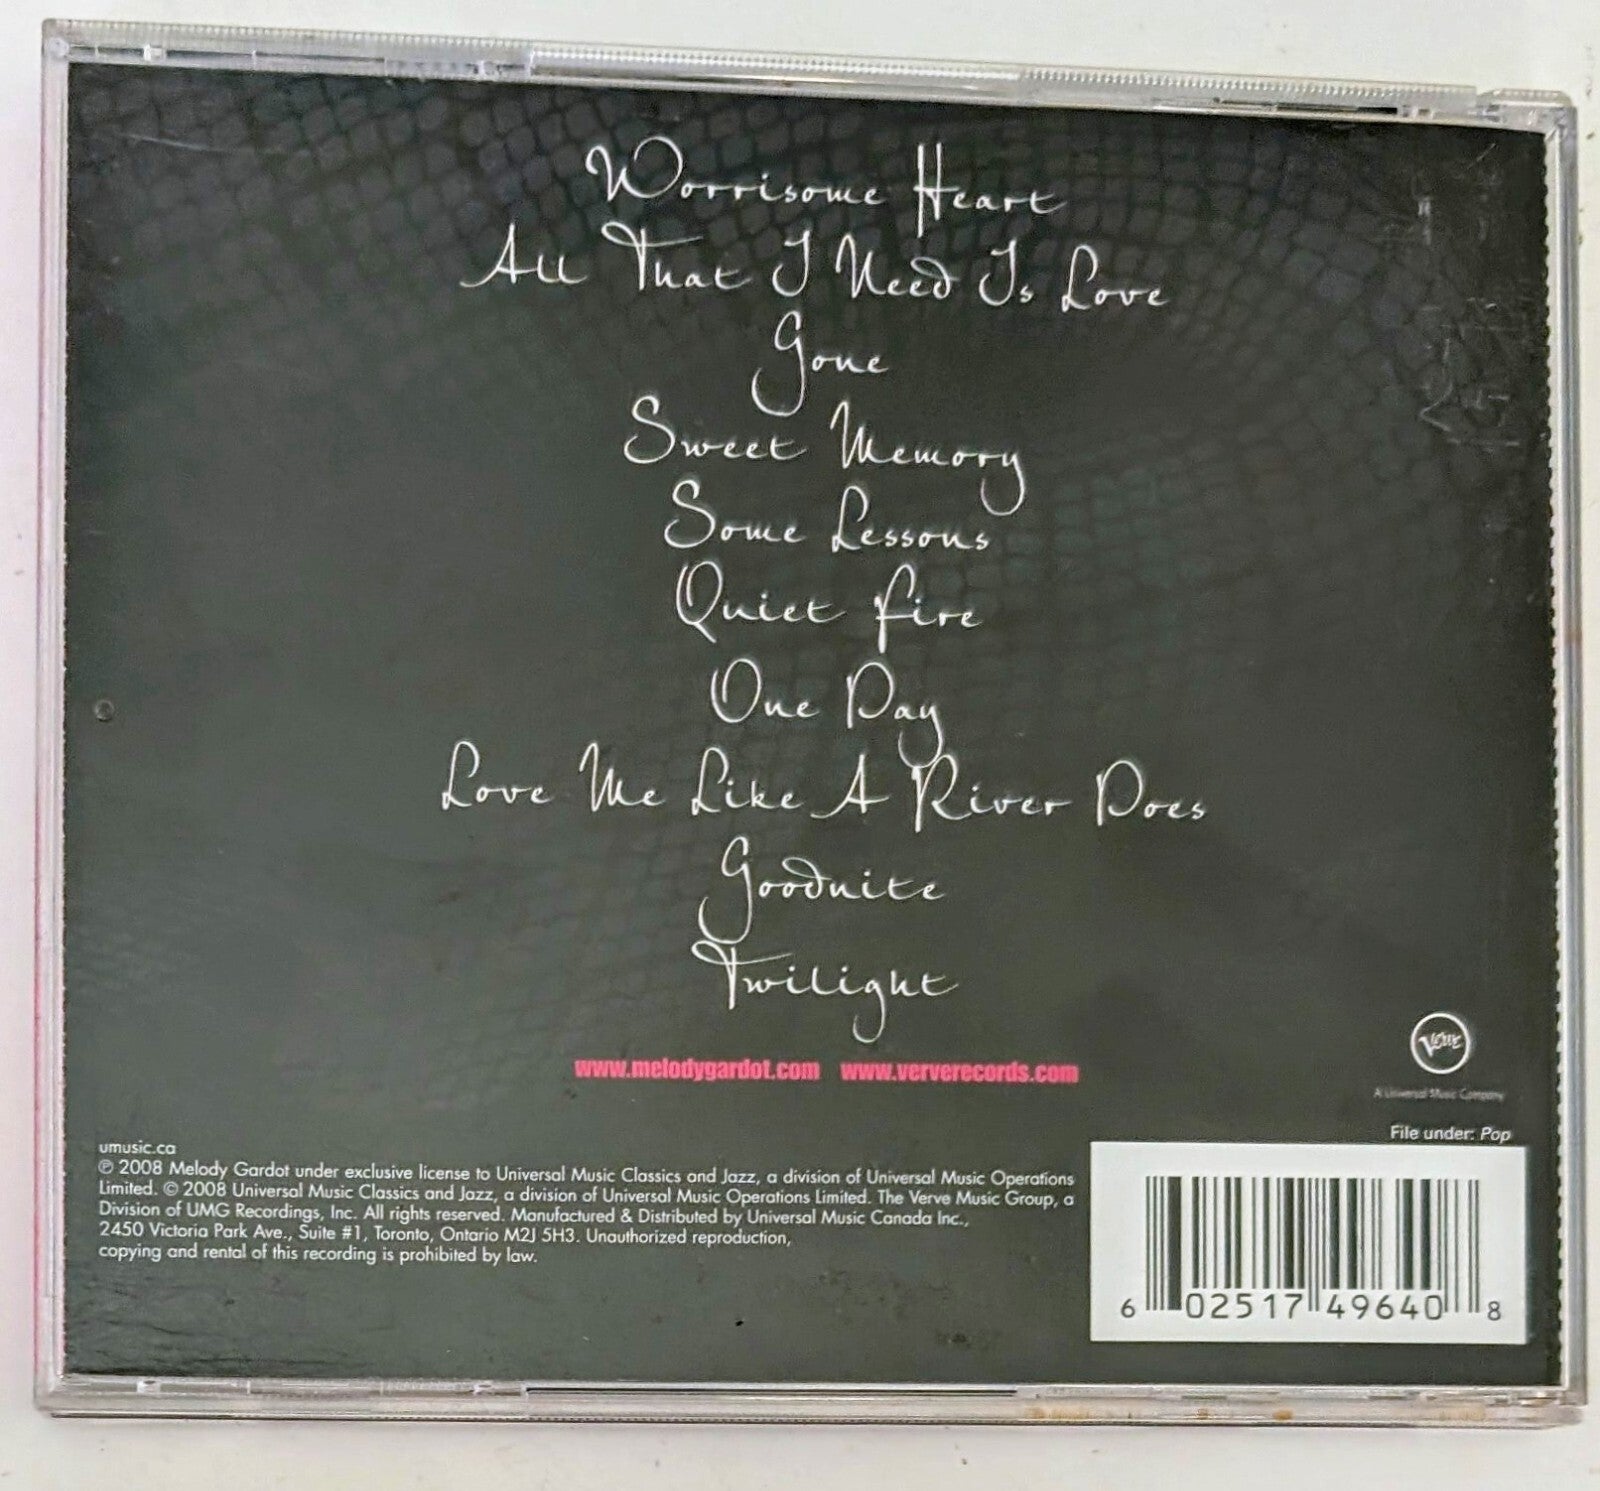 Worrisome Heart
All That I Need Is Love
Gone
Sweet Memory
Some Lessons
Quiet Fire
One Day
Love Me Like A River Does
Goodnite
Twilight
www.melodygardot.com www.ververecords.com
Verve
A Universal Music Company
File under: Pop
umusic.ca
℗ 2008 Melody Gardot under exclusive license to Universal Music Classics and Jazz, a division of Universal Music Operations
Limited. © 2008 Universal Music Classics and Jazz, a division of Universal Music Operations Limited. The Verve Music Group, a
Division of UMG Recordings, Inc. All rights reserved. Manufactured & Distributed by Universal Music Canada Inc.,
2450 Victoria Park Ave., Suite #1, Toronto, Ontario M2J 5H3. Unauthorized reproduction,
copying and rental of this recording is prohibited by law.
6 02517 49640 8